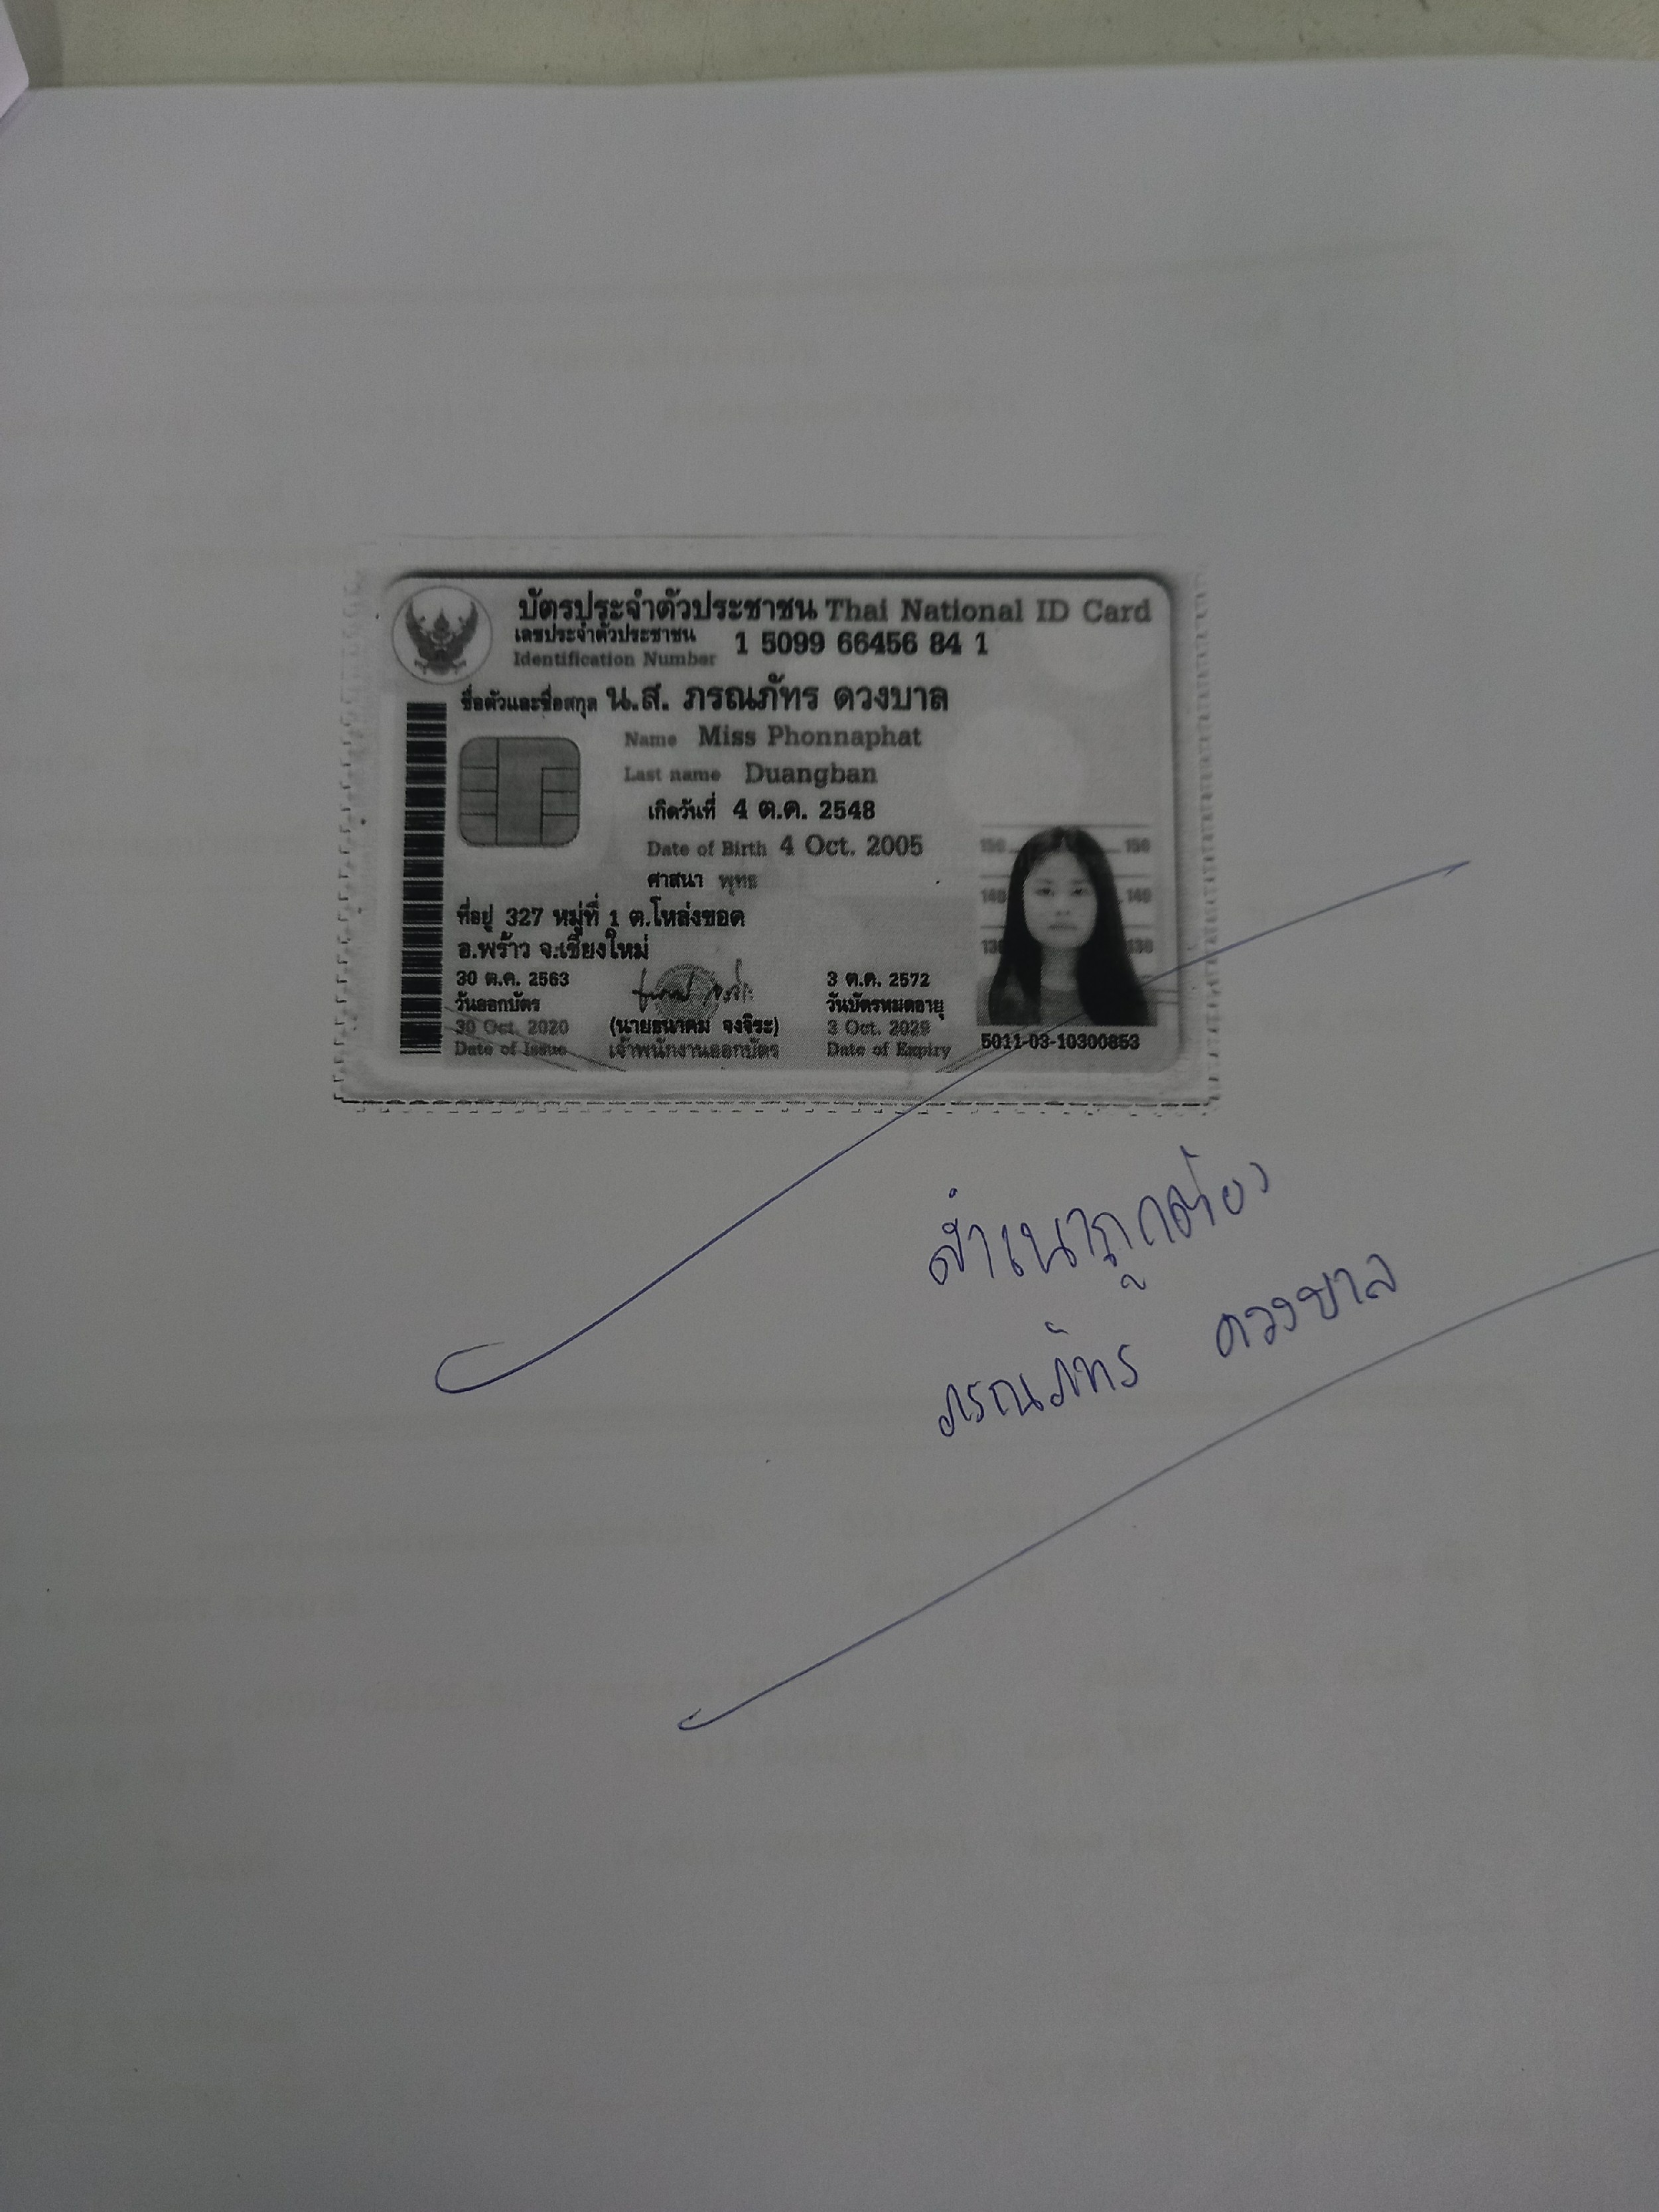 บัตรประจำตัวประชาชน Thai National ID Card
เลขประจำตัวประชาชน
Identification Number
1 5099 66456 84 1
ชื่อตัวและชื่อสกุล น.ส. ภรณภัทร ดวงบาล
Name Miss Phonnaphat
Last name Duangban
เกิดวันที่ 4 ต.ค. 2548
Date of Birth 4 Oct. 2005
ศาสนา พุทธ
ที่อยู่ 327 หมู่ที่ 1 ต.โหล่งขอด
อ.พร้าว จ.เชียงใหม่
30 ต.ค. 2563
วันออกบัตร
30 Oct. 2020
Date of Issue
(นายธนาคม จงจิระ)
เจ้าพนักงานออกบัตร
3 ต.ค. 2572
วันบัตรหมดอายุ
3 Oct. 2029
Date of Expiry
150 150
140 140
130 130
5011-03-10300853
สำเนาถูกต้อง
ภรณภัทร ดวงบาล